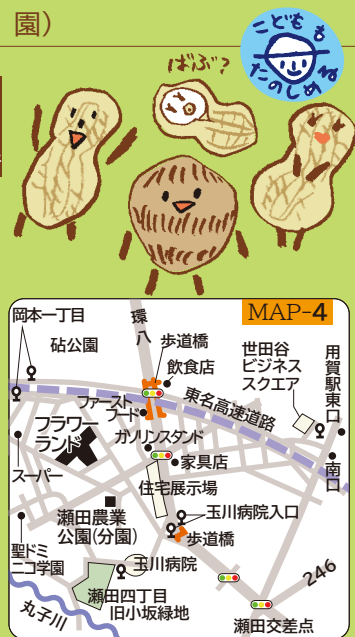 園）
こどもも
たのしめる
ばぶ？
MAP-4
岡本一丁目
砧公園
環八
歩道橋
飲食店
世田谷
ビジネス
スクエア
用賀駅東口
南口
東名高速道路
ファースト
フード
フラワー
ランド
ガソリンスタンド
家具店
スーパー
住宅展示場
瀬田農業
公園(分園)
玉川病院入口
歩道橋
聖ドミ
ニコ学園
玉川病院
瀬田四丁目
旧小坂緑地
丸子川
246
瀬田交差点